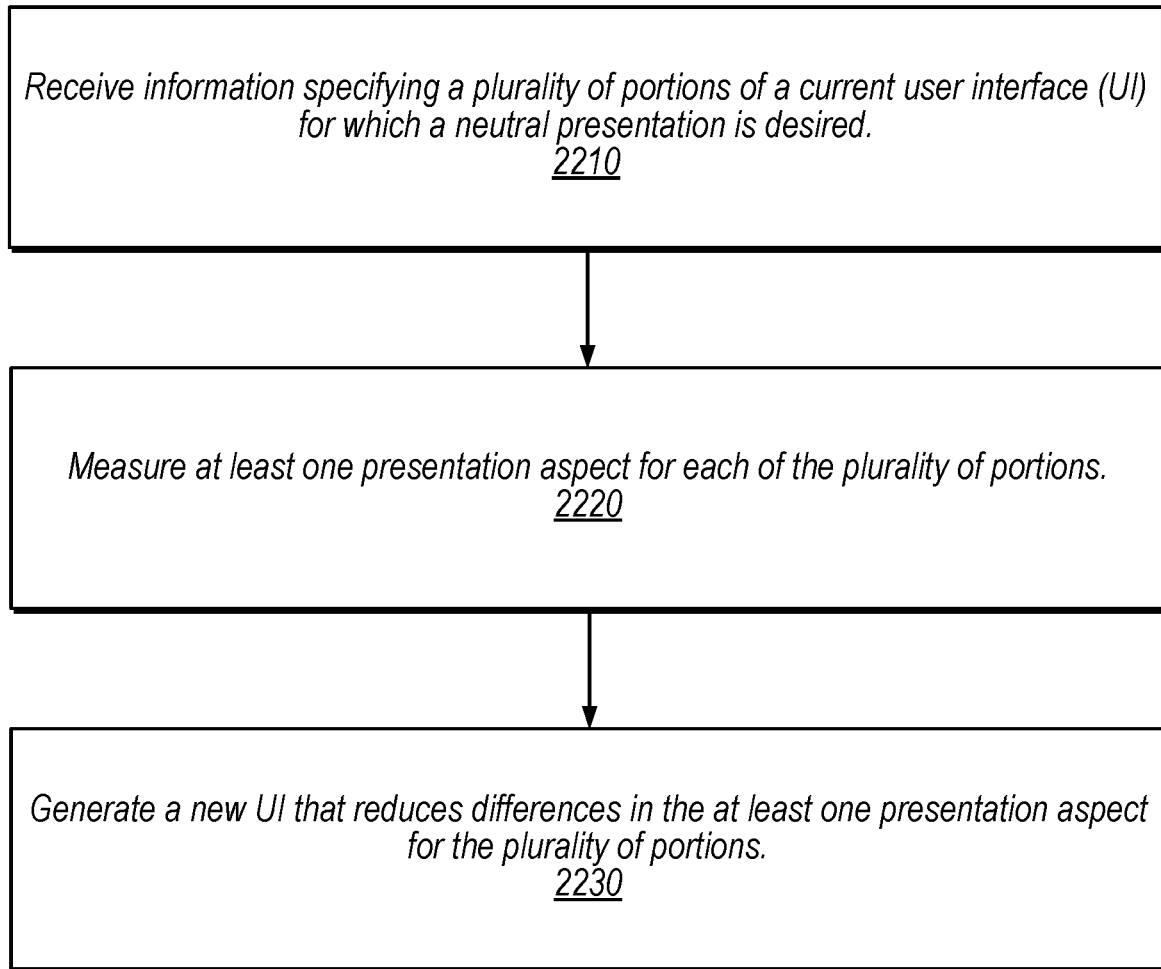 Receive information specifying a plurality of portions of a current user interface (UI)
for which a neutral presentation is desired.
2210
Measure at least one presentation aspect for each of the plurality of portions.
2220
Generate a new UI that reduces differences in the at least one presentation aspect
for the plurality of portions.
2230